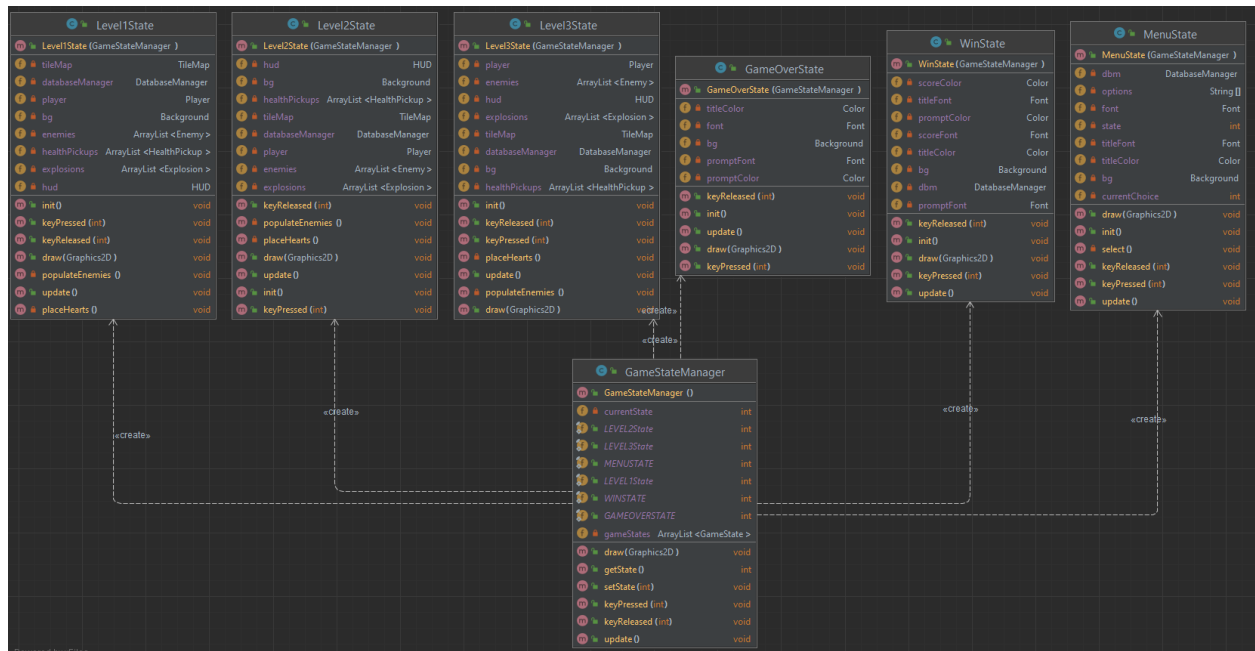 Level1State
Level1State (GameStateManager )
tileMap TileMap
databaseManager DatabaseManager
player Player
bg Background
enemies ArrayList <Enemy >
healthPickups ArrayList <HealthPickup >
explosions ArrayList <Explosion >
hud HUD
init() void
keyPressed (int) void
keyReleased (int) void
draw(Graphics2D ) void
populateEnemies () void
update () void
placeHearts () void
Level2State
Level2State (GameStateManager )
hud HUD
bg Background
healthPickups ArrayList <HealthPickup >
tileMap TileMap
databaseManager DatabaseManager
player Player
enemies ArrayList <Enemy >
explosions ArrayList <Explosion >
keyReleased (int) void
populateEnemies () void
placeHearts () void
draw(Graphics2D ) void
update () void
init() void
keyPressed (int) void
Level3State
Level3State (GameStateManager )
player Player
enemies ArrayList <Enemy >
hud HUD
explosions ArrayList <Explosion >
tileMap TileMap
databaseManager DatabaseManager
bg Background
healthPickups ArrayList <HealthPickup >
init() void
keyReleased (int) void
keyPressed (int) void
placeHearts () void
update () void
populateEnemies () void
draw(Graphics2D ) void
GameOverState
GameOverState (GameStateManager )
titleColor Color
font Font
bg Background
promptFont Font
promptColor Color
keyReleased (int) void
init() void
update () void
draw(Graphics2D ) void
keyPressed (int) void
WinState
WinState (GameStateManager )
scoreColor Color
titleFont Font
promptColor Color
scoreFont Font
titleColor Color
bg Background
dbm DatabaseManager
promptFont Font
keyReleased (int) void
init() void
draw(Graphics2D ) void
keyPressed (int) void
update () void
MenuState
MenuState (GameStateManager )
dbm DatabaseManager
options String []
font Font
state int
titleFont Font
titleColor Color
bg Background
currentChoice int
draw(Graphics2D ) void
init() void
select () void
keyReleased (int) void
keyPressed (int) void
update () void
«create»
«create»
«create»
«create»
«create»
«create»
GameStateManager
GameStateManager ()
currentState int
LEVEL2State int
LEVEL3State int
MENUSTATE int
LEVEL1State int
WINSTATE int
GAMEOVERSTATE int
gameStates ArrayList <GameState >
draw(Graphics2D ) void
getState () int
setState (int) void
keyPressed (int) void
keyReleased (int) void
update () void